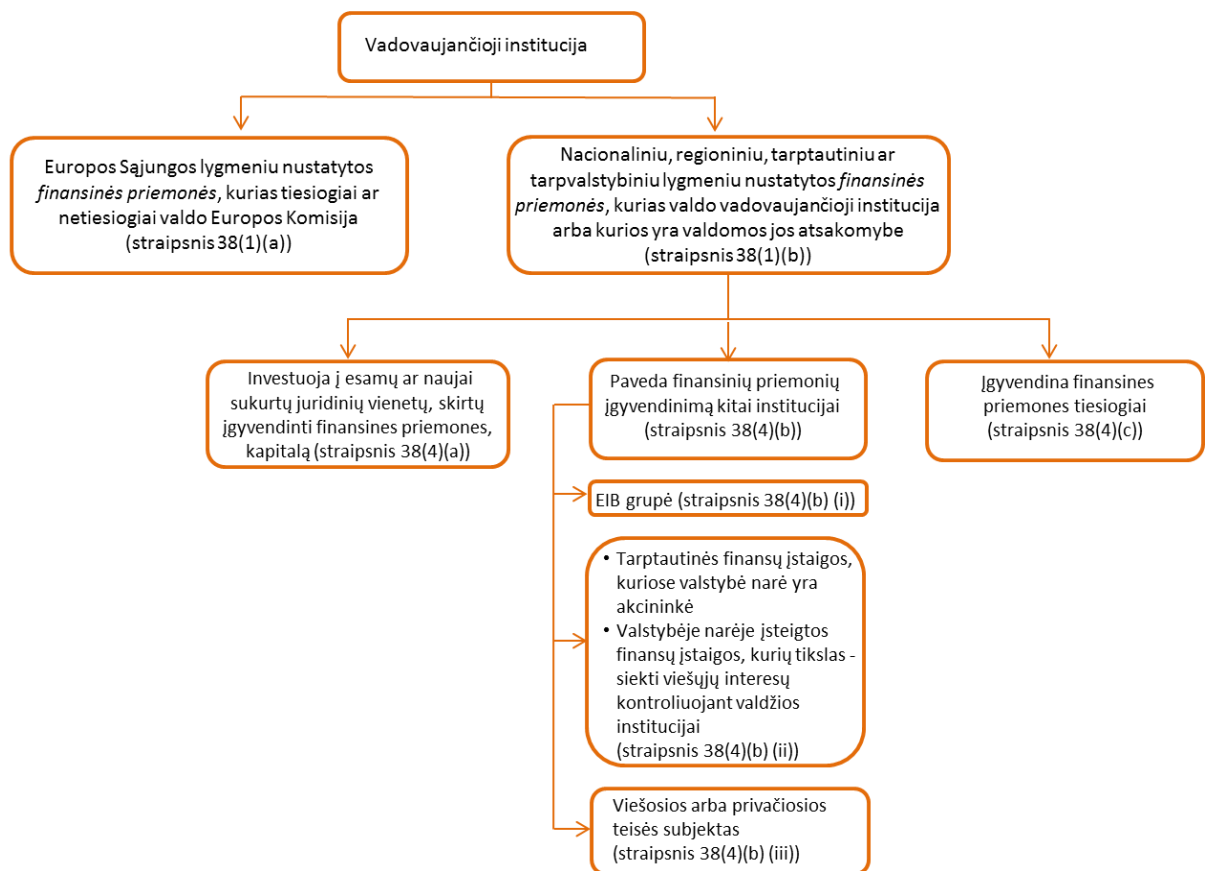 Vadovaujančioji institucija
Europos Sąjungos lygmeniu nustatytos
finansinės priemonės, kurias tiesiogiai ar
netiesiogiai valdo Europos Komisija
(straipsnis 38(1)(a))
Nacionaliniu, regioniniu, tarptautiniu ar
tarpvalstybiniu lygmeniu nustatytos finansinės
priemonės, kurias valdo vadovaujančioji institucija
arba kurios yra valdomos jos atsakomybe
(straipsnis 38(1)(b))
Investuoja į esamų ar naujai
sukurtų juridinių vienetų, skirtų
įgyvendinti finansines priemones,
kapitalą (straipsnis 38(4)(a))
Paveda finansinių priemonių
įgyvendinimą kitai institucijai
(straipsnis 38(4)(b))
Įgyvendina finansines
priemones tiesiogiai
(straipsnis 38(4)(c))
EIB grupė (straipsnis 38(4)(b) (i))
• Tarptautinės finansų įstaigos,
kuriose valstybė narė yra
akcininkė
• Valstybėje narėje įsteigtos
finansų įstaigos, kurių tikslas -
siekti viešųjų interesų
kontroliuojant valdžios
institucijai
(straipsnis 38(4)(b) (ii))
Viešosios arba privačiosios
teisės subjektas
(straipsnis 38(4)(b) (iii))